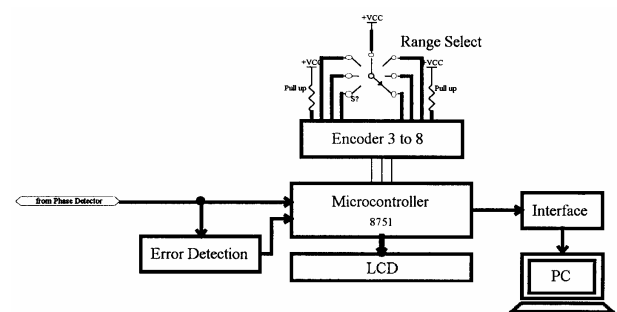 +VCC
Range Select
+VCC
+VCC
Pull up
S?
Pull up
Encoder 3 to 8
from Phase Detector
Microcontroller
8751
Interface
Error Detection
LCD
PC